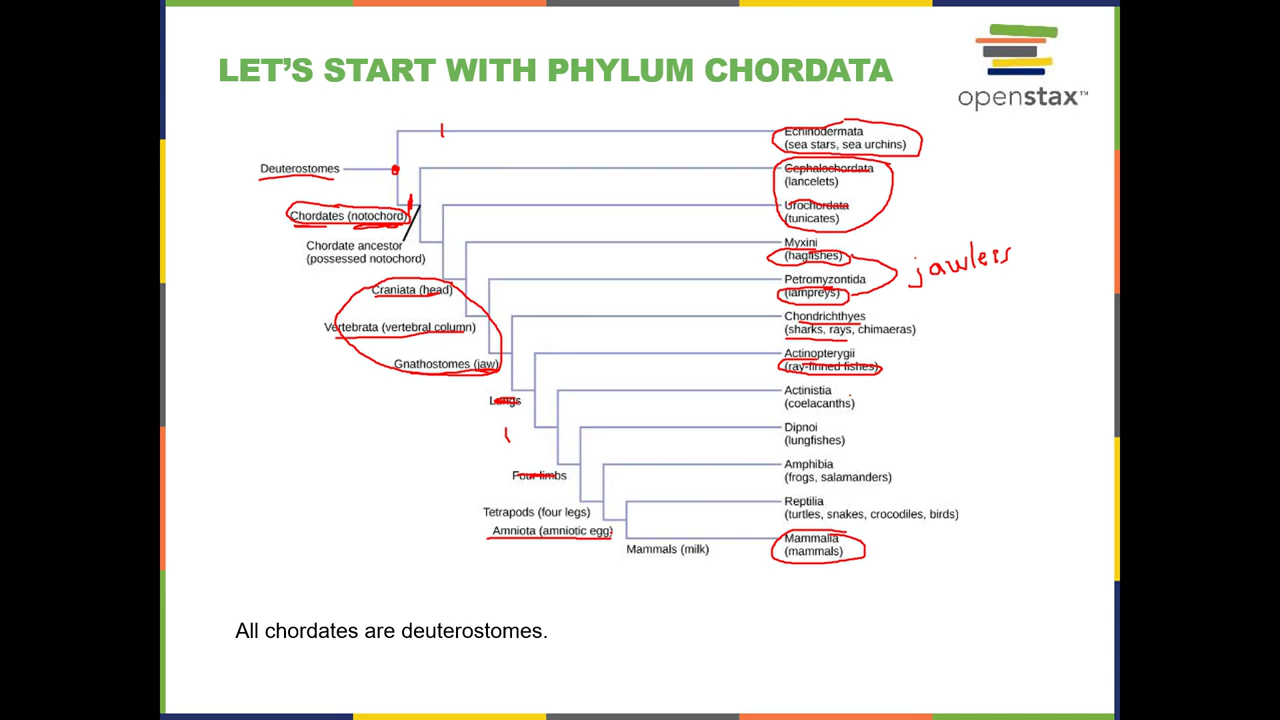 LET'S START WITH PHYLUM CHORDATA
openstax™
Echinodermata
(sea stars, sea urchins)
Deuterostomes
Cephalochordata
(lancelets)
Chordates (notochord)
Urochordata
(tunicates)
Chordate ancestor
(possessed notochord)
Myxini
(hagfishes)
jawless
Petromyzontida
(lampreys)
Craniata (head)
Chondrichthyes
(sharks, rays, chimaeras)
Vertebrata (vertebral column)
Actinopterygii
(ray-finned fishes)
Gnathostomes (jaw)
Actinistia
(coelacanths)
Lungs
Dipnoi
(lungfishes)
Four limbs
Amphibia
(frogs, salamanders)
Reptilia
(turtles, snakes, crocodiles, birds)
Tetrapods (four legs)
Amniota (amniotic egg)
Mammalia
(mammals)
Mammals (milk)
All chordates are deuterostomes.